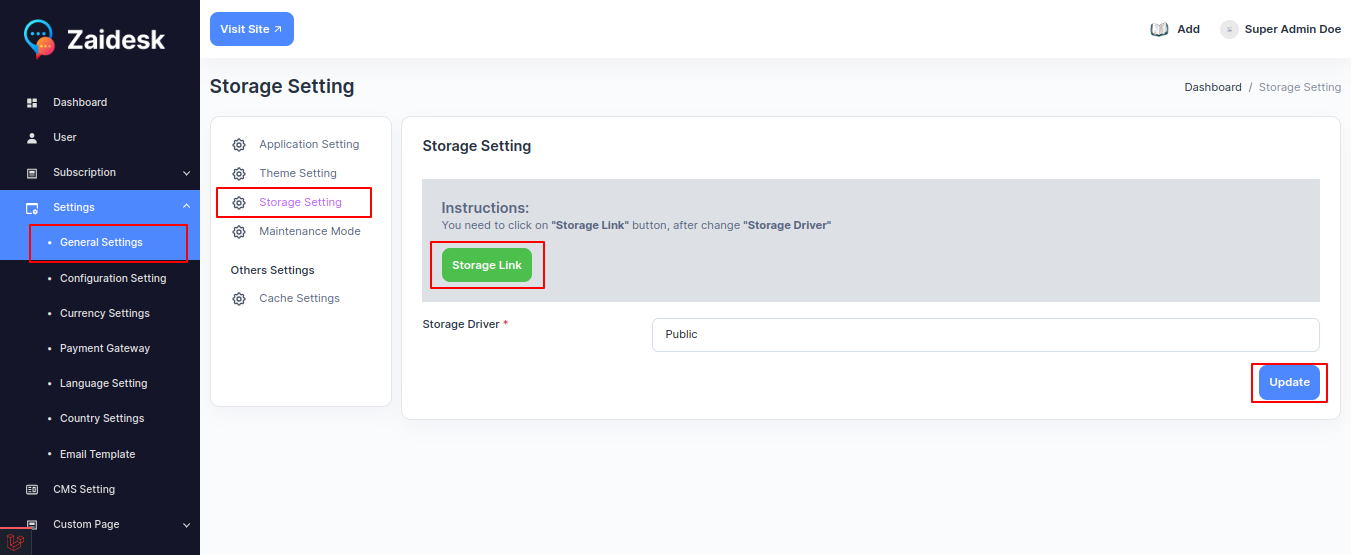 Zaidesk
Dashboard
User
Subscription
Settings
General Settings
Configuration Setting
Currency Settings
Payment Gateway
Language Setting
Country Settings
Email Template
CMS Setting
Custom Page
Visit Site
Add
Super Admin Doe
Storage Setting
Dashboard / Storage Setting
Application Setting
Theme Setting
Storage Setting
Maintenance Mode
Others Settings
Cache Settings
Storage Setting
Instructions:
You need to click on "Storage Link" button, after change "Storage Driver"
Storage Link
Storage Driver *
Public
Update